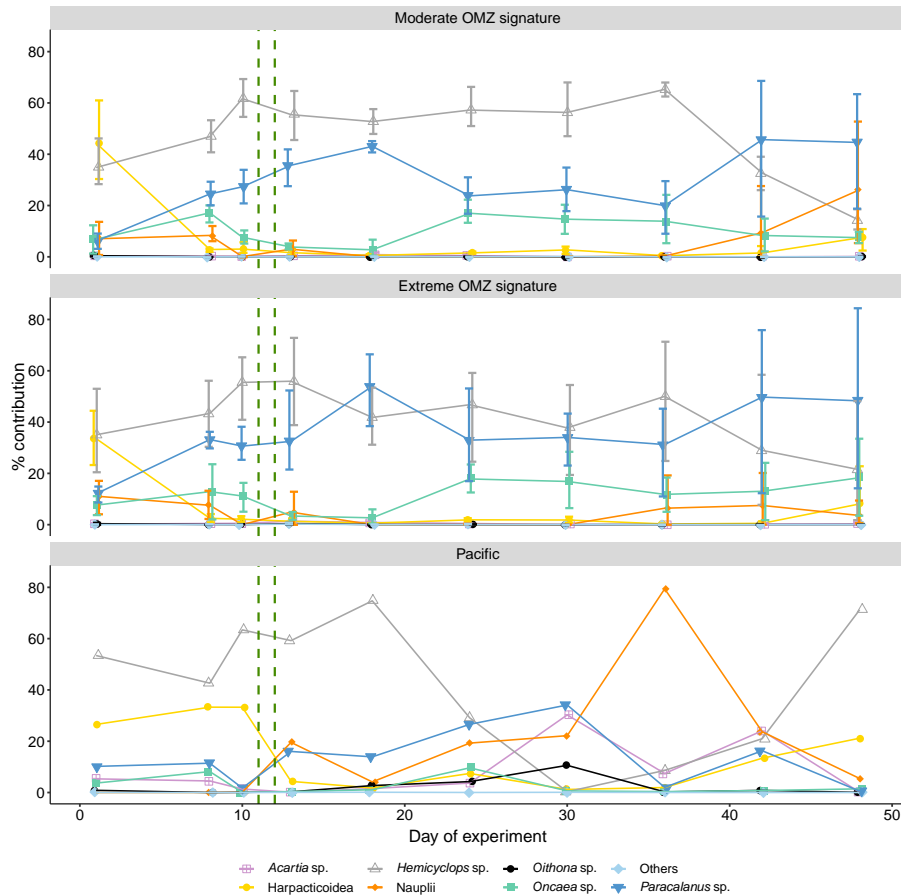 Moderate OMZ signature
80
60
40
20
0
Extreme OMZ signature
80
60
40
20
0
% contribution
Pacific
80
60
40
20
0
0 10 20 30 40 50
Day of experiment
Acartia sp. Hemicyclops sp. Oithona sp. Others
Harpacticoidea Nauplii Oncaea sp. Paracalanus sp.